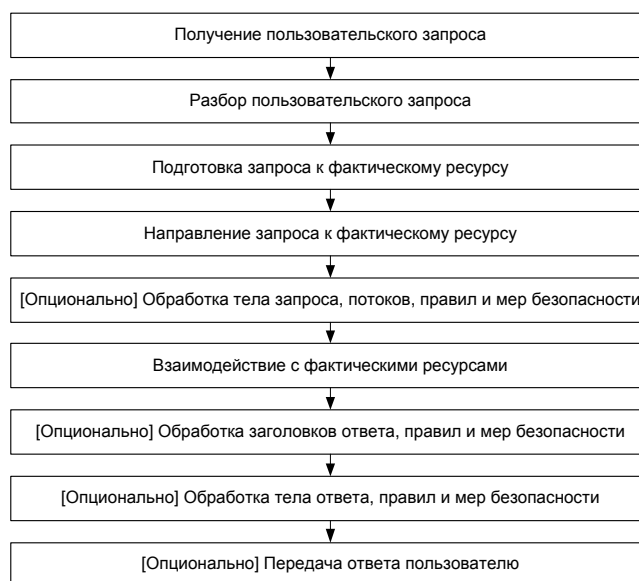 Получение пользовательского запроса
Разбор пользовательского запроса
Подготовка запроса к фактическому ресурсу
Направление запроса к фактическому ресурсу
[Опционально] Обработка тела запроса, потоков, правил и мер безопасности
Взаимодействие с фактическими ресурсами
[Опционально] Обработка заголовков ответа, правил и мер безопасности
[Опционально] Обработка тела ответа, правил и мер безопасности
[Опционально] Передача ответа пользователю